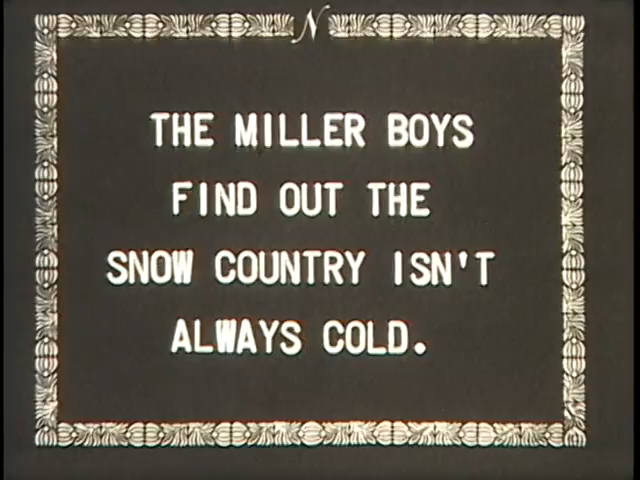 N
THE MILLER BOYS
FIND OUT THE
SNOW COUNTRY ISN'T
ALWAYS COLD.